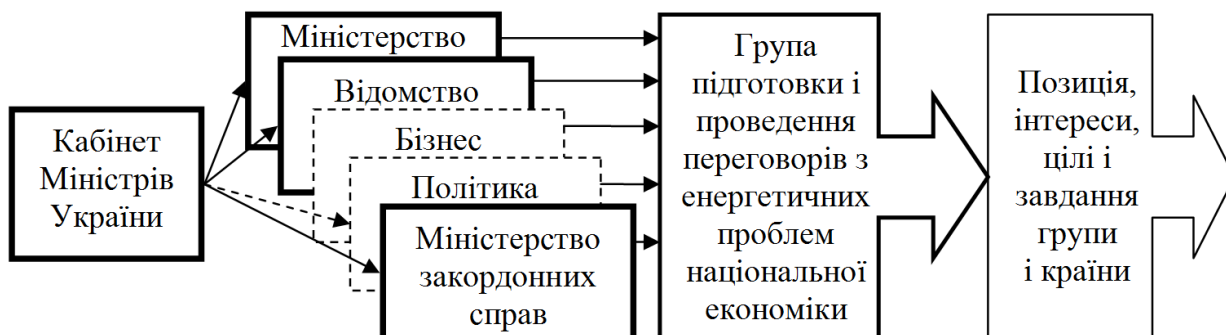 Кабінет
Міністрів
України
Міністерство
Відомство
Бізнес
Політика
Міністерство
закордонних
справ
Група
підготовки і
проведення
переговорів з
енергетичних
проблем
національної
економіки
Позиція,
інтереси,
цілі і
завдання
групи
і країни